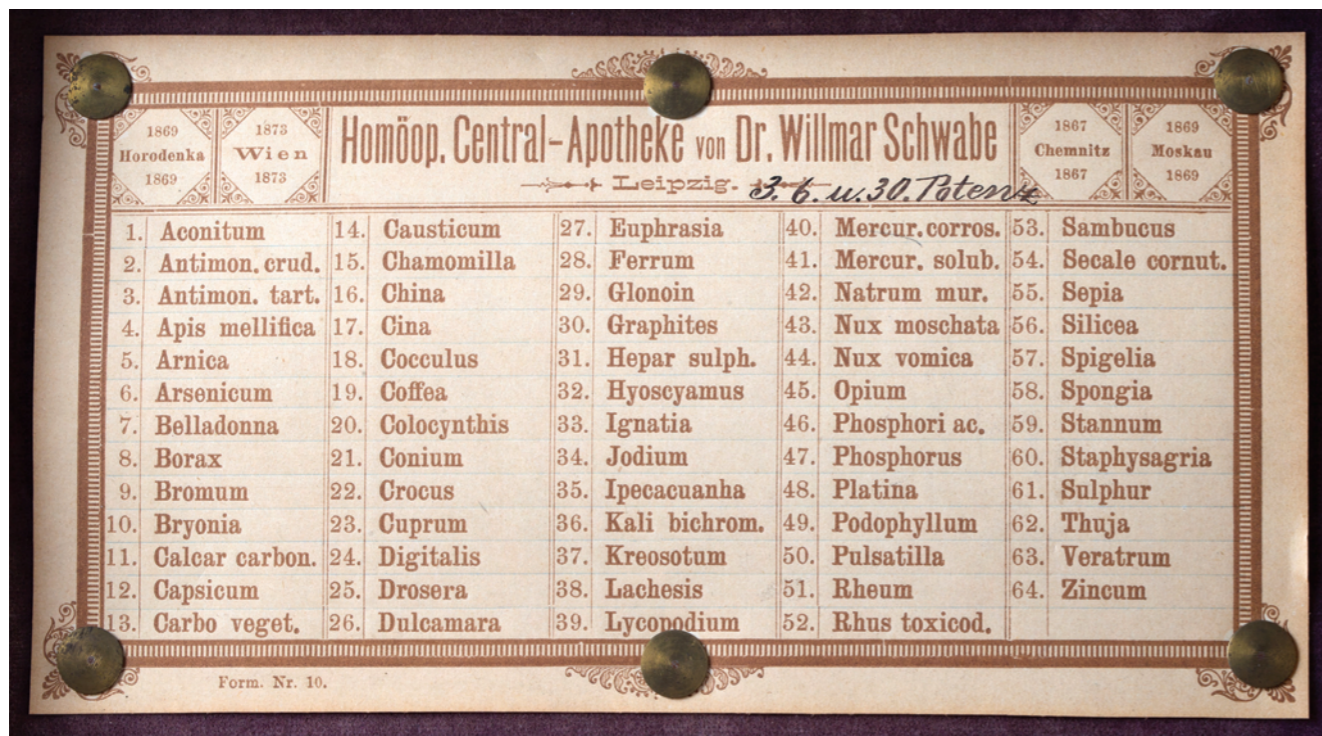 1869 Horodenka 1869
1873 Wien 1873
Homöop. Central-Apotheke von Dr. Willmar Schwabe
Leipzig. 3. 6. u. 30. Potenz
1867 Chemnitz 1867
1869 Moskau 1869
1. Aconitum
2. Antimon. crud.
3. Antimon. tart.
4. Apis mellifica
5. Arnica
6. Arsenicum
7. Belladonna
8. Borax
9. Bromum
10. Bryonia
11. Calcar carbon.
12. Capsicum
13. Carbo veget.
14. Causticum
15. Chamomilla
16. China
17. Cina
18. Cocculus
19. Coffea
20. Colocynthis
21. Conium
22. Crocus
23. Cuprum
24. Digitalis
25. Drosera
26. Dulcamara
27. Euphrasia
28. Ferrum
29. Glonoin
30. Graphites
31. Hepar sulph.
32. Hyoscyamus
33. Ignatia
34. Jodium
35. Ipecacuanha
36. Kali bichrom.
37. Kreosotum
38. Lachesis
39. Lycopodium
40. Mercur. corros.
41. Mercur. solub.
42. Natrum mur.
43. Nux moschata
44. Nux vomica
45. Opium
46. Phosphori ac.
47. Phosphorus
48. Platina
49. Podophyllum
50. Pulsatilla
51. Rheum
52. Rhus toxicod.
53. Sambucus
54. Secale cornut.
55. Sepia
56. Silicea
57. Spigelia
58. Spongia
59. Stannum
60. Staphysagria
61. Sulphur
62. Thuja
63. Veratrum
64. Zincum
Form. Nr. 10.